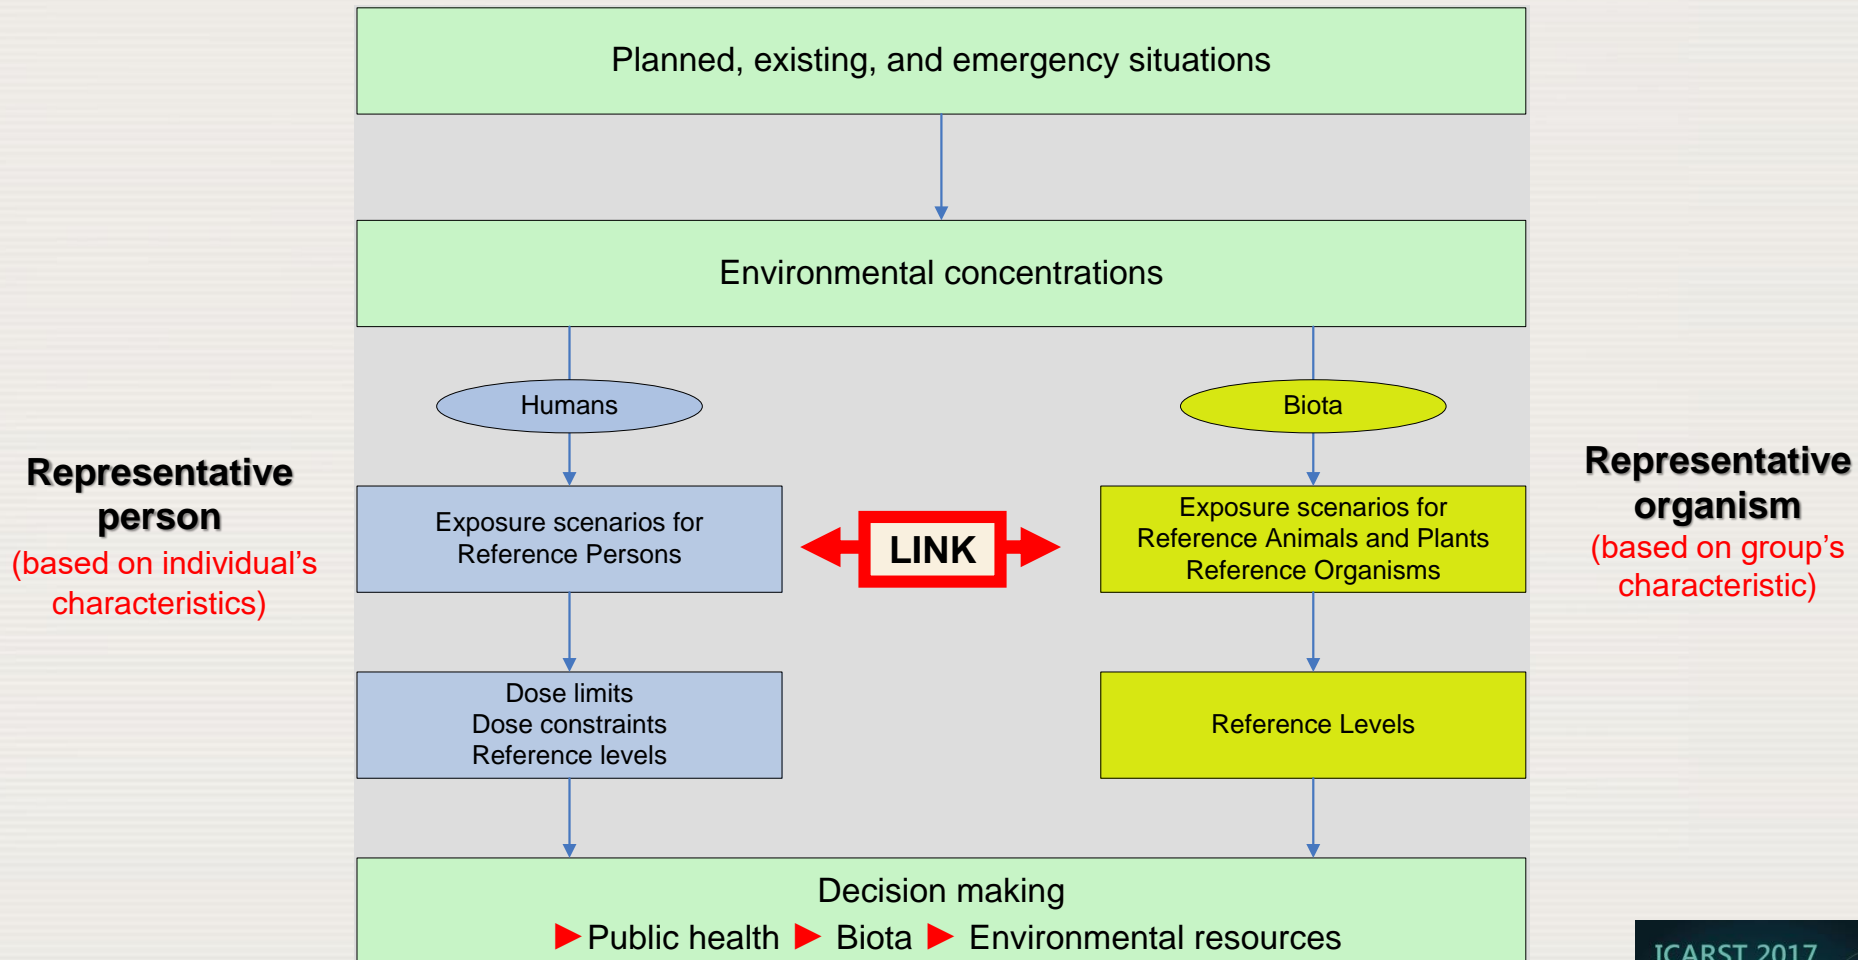 Planned, existing, and emergency situations
Environmental concentrations
Humans
Biota
Representative
person
(based on individual's
characteristics)
Exposure scenarios for
Reference Persons
LINK
Exposure scenarios for
Reference Animals and Plants
Reference Organisms
Representative
organism
(based on group's
characteristic)
Dose limits
Dose constraints
Reference levels
Reference Levels
Decision making
►Public health ► Biota ► Environmental resources
ICARST 2017